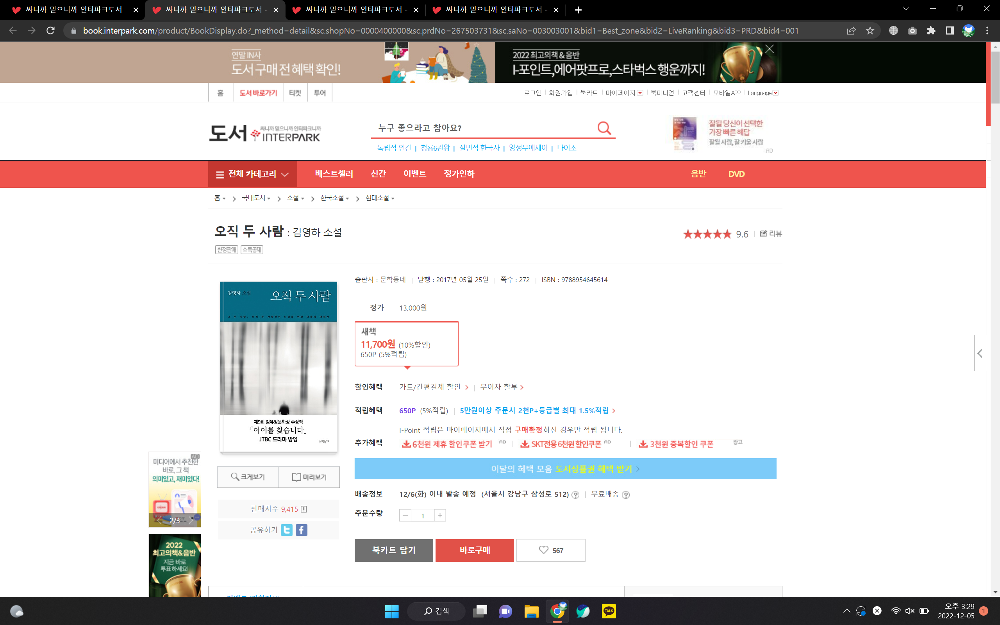 싸니까 믿으니까 인터파크도서
싸니까 믿으니까 인터파크도서 -
싸니까 믿으니까 인터파크도서 -
싸니까 믿으니까 인터파크도서 -
book.interpark.com/product/BookDisplay.do?_method=detail&sc.shopNo=0000400000&sc.prdNo=267503731&sc.saNo=003003001&bid1=Best_zone&bid2=LiveRanking&bid3=PRD&bid4=001
연말 IN사
도서 구매 전 혜택 확인!
2022 최고의책 & 음반
I-포인트,에어팟프로,스타벅스 행운까지!
홈 도서 바로가기 티켓 투어
로그인 회원가입 북카트 마이페이지 북피니언 고객센터 모바일APP Language
도서 싸니까 믿으니까 인터파크니까
INTERPARK
누구 좋으라고 참아요?
독립적 인간 | 청룡6관왕 | 설민석 한국사 | 양정무에세이 | 다이소
잘될 당신이 선택한
가장 빠른 해답
잘될 사람, 잘 키울 사람
AD
전체 카테고리 베스트셀러 신간 이벤트 정가인하 음반 DVD
홈 > 국내도서 > 소설 > 한국소설 > 현대소설
오직 두 사람 : 김영하 소설
9.6 리뷰
한정판매 소득공제
출판사 : 문학동네 | 발행 : 2017년 05월 25일 | 쪽수 : 272 | ISBN : 9788954645614
김영하 소설 오직 두 사람
제9회 김유정문학상 수상작
「아이를 찾습니다」
JTBC 드라마 방영
문학동네
정가 13,000원
새책
11,700원 (10%할인)
650P (5%적립)
할인혜택 카드/간편결제 할인 > | 무이자 할부 >
적립혜택 650P (5%적립) | 5만원이상 주문시 2천P+등급별 최대 1.5%적립 >
I-Point 적립은 마이페이지에서 직접 구매확정하신 경우만 적립 됩니다.
추가혜택 6천원 제휴 할인쿠폰 받기 AD | SKT전용 6천원 할인쿠폰 AD | 3천원 중복할인 쿠폰 광고
이달의 혜택 모음 도서상품권 혜택 받기 >
크게보기 미리보기
배송정보 12/6(화) 이내 발송 예정 (서울시 강남구 삼성로 512) ? | 무료배송 ?
판매지수 9,415
주문수량 - 1 +
공유하기
북카트 담기 바로구매 567
AD
미디어에서 추천한
바로, 그 책
의미있고, 재미있다!
2/3
2022
최고의책&음반
지금 바로
투표하세요!
검색
TALK
오후 3:29
2022-12-05
1